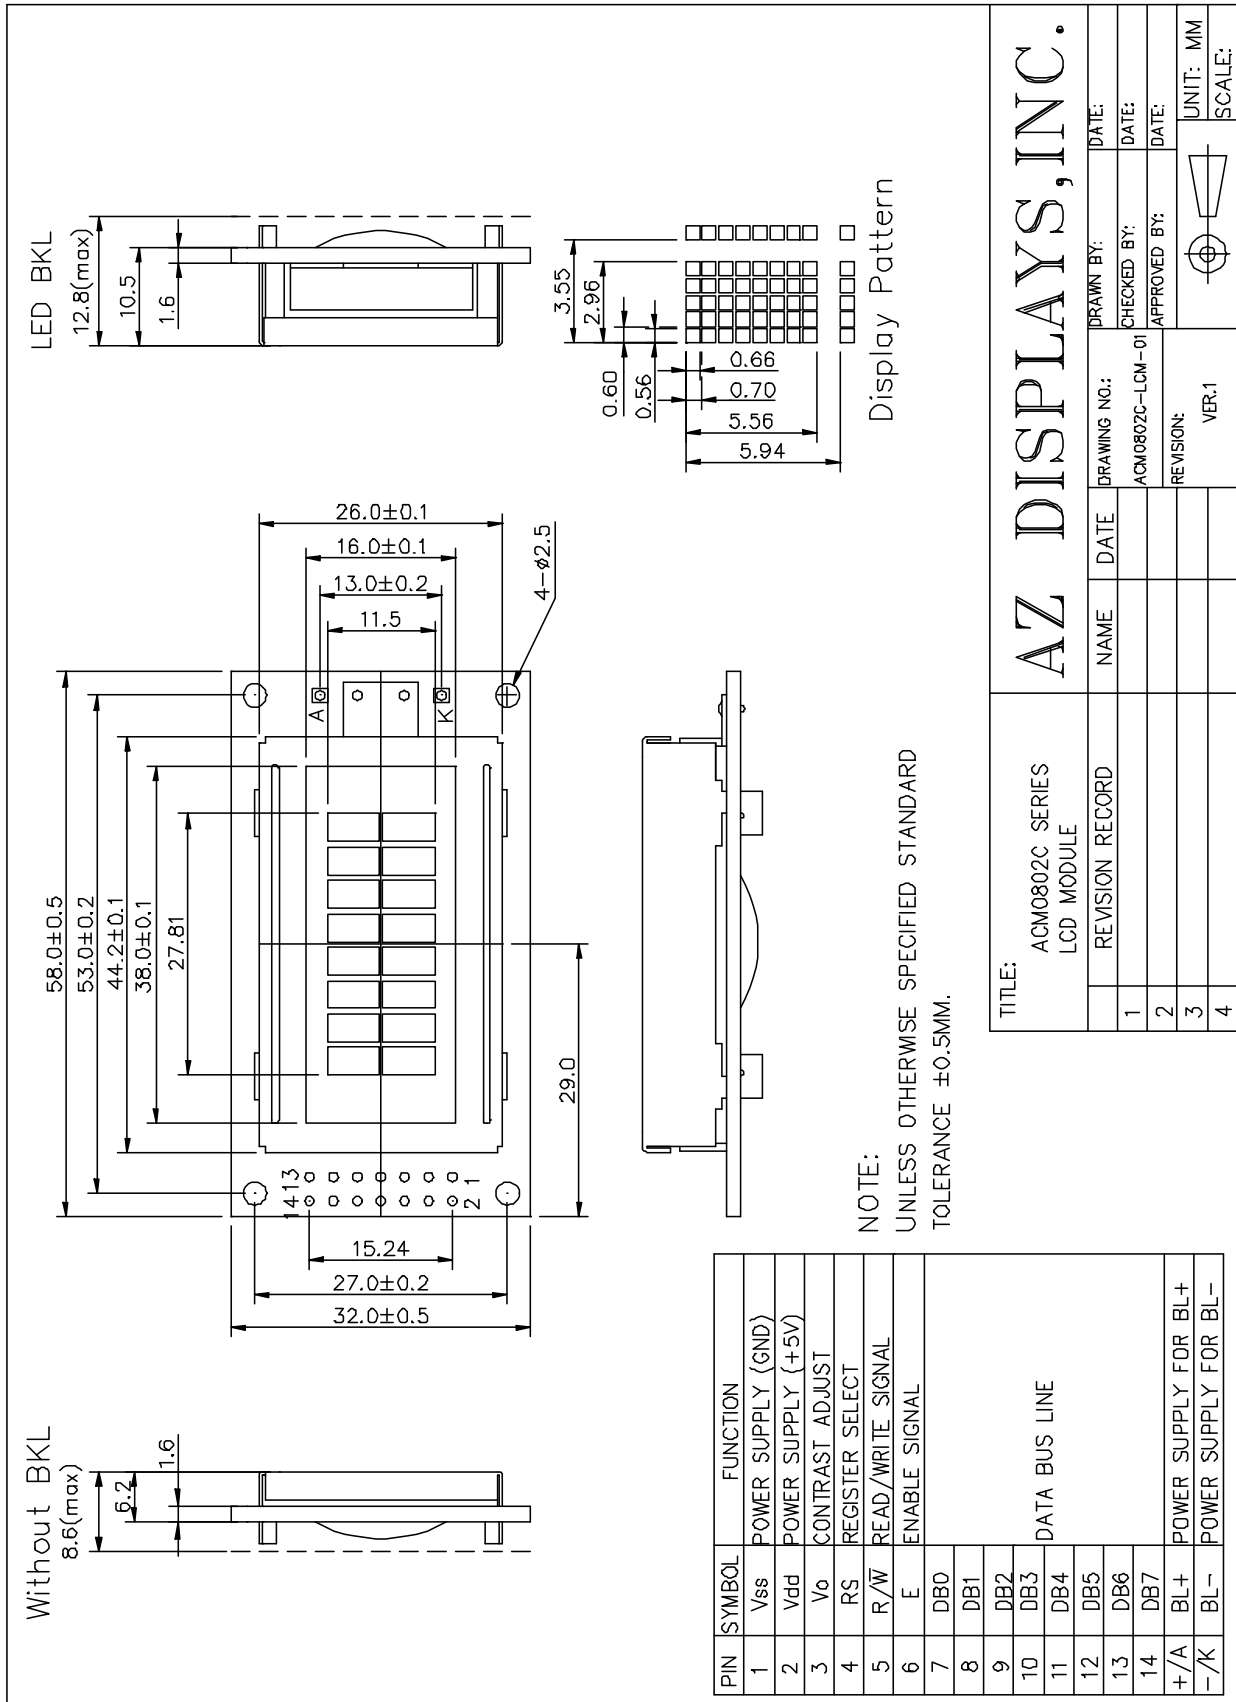 Without BKL
8.6(max)
6.2
1.6
58.0±0.5
53.0±0.2
44.2±0.1
38.0±0.1
27.81
32.0±0.5
27.0±0.2
15.24
14 13
2 1
29.0
A
K
26.0±0.1
16.0±0.1
13.0±0.2
11.5
4-ø2.5
LED BKL
12.8(max)
10.5
1.6
3.55
2.96
0.60
0.56
0.66
0.70
5.56
5.94
Display Pattern
NOTE:
UNLESS OTHERWISE SPECIFIED STANDARD
TOLERANCE ±0.5MM.
PIN SYMBOL FUNCTION
1 Vss POWER SUPPLY (GND)
2 Vdd POWER SUPPLY (+5V)
3 Vo CONTRAST ADJUST
4 RS REGISTER SELECT
5 R/W̅ READ/WRITE SIGNAL
6 E ENABLE SIGNAL
7 DB0
8 DB1
9 DB2
10 DB3 DATA BUS LINE
11 DB4
12 DB5
13 DB6
14 DB7
+/A BL+ POWER SUPPLY FOR BL+
-/K BL- POWER SUPPLY FOR BL-
TITLE:
ACM0802C SERIES
LCD MODULE
AZ DISPLAYS,INC.
REVISION RECORD NAME DATE
1
2
3
4
DRAWING NO.:
ACM0802C-LCM-01
REVISION:
VER.1
DRAWN BY: DATE:
CHECKED BY: DATE:
APPROVED BY: DATE:
UNIT: MM
SCALE: